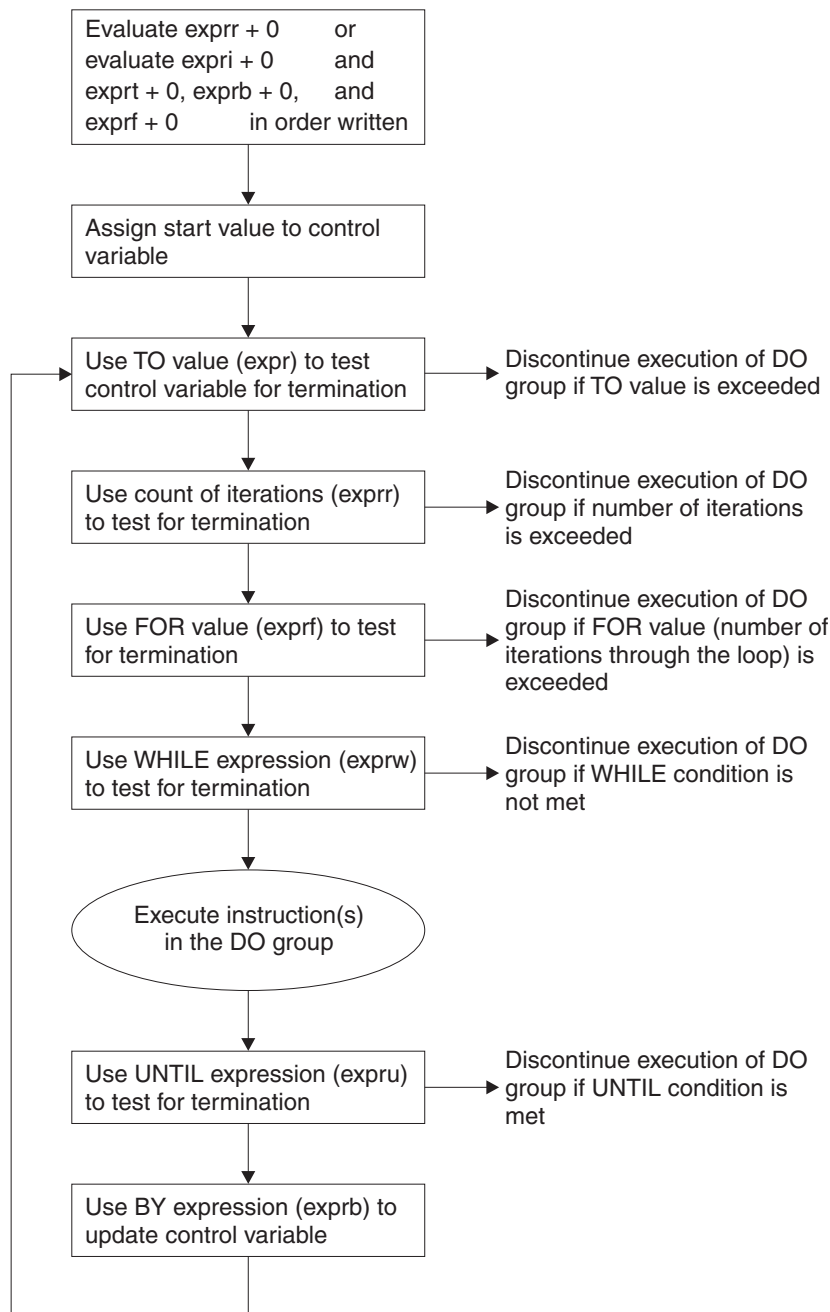 Evaluate exprr + 0 or
evaluate expri + 0 and
exprt + 0, exprb + 0, and
exprf + 0 in order written
Assign start value to control
variable
Use TO value (expr) to test
control variable for termination
Discontinue execution of DO
group if TO value is exceeded
Use count of iterations (exprr)
to test for termination
Discontinue execution of DO
group if number of iterations
is exceeded
Use FOR value (exprf) to test
for termination
Discontinue execution of DO
group if FOR value (number of
iterations through the loop) is
exceeded
Use WHILE expression (exprw)
to test for termination
Discontinue execution of DO
group if WHILE condition is
not met
Execute instruction(s)
in the DO group
Use UNTIL expression (expru)
to test for termination
Discontinue execution of DO
group if UNTIL condition is
met
Use BY expression (exprb) to
update control variable